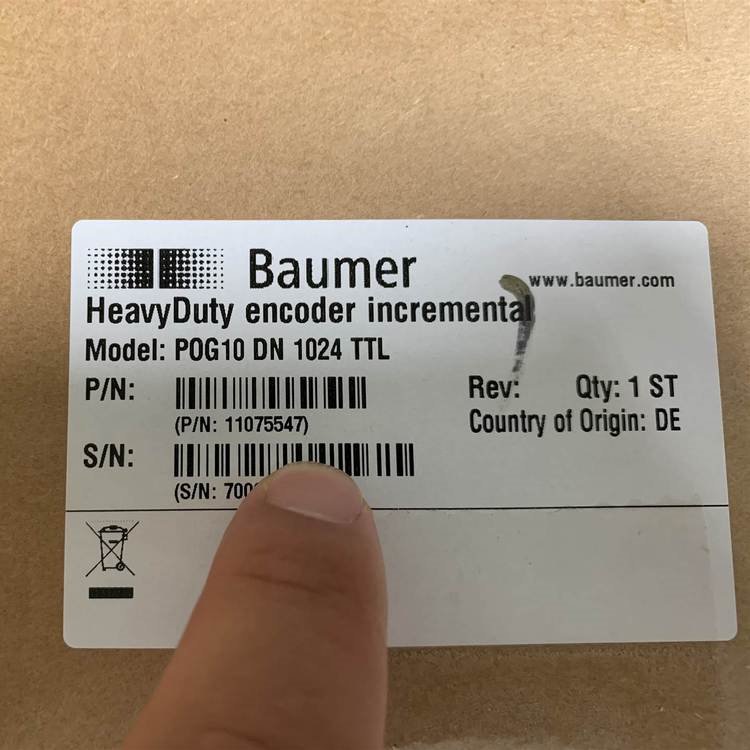 Baumer
www.baumer.com
HeavyDuty encoder incremental
Model: POG10 DN 1024 TTL
P/N:
Rev: Qty: 1 ST
(P/N: 11075547)
Country of Origin: DE
S/N:
(S/N: 700